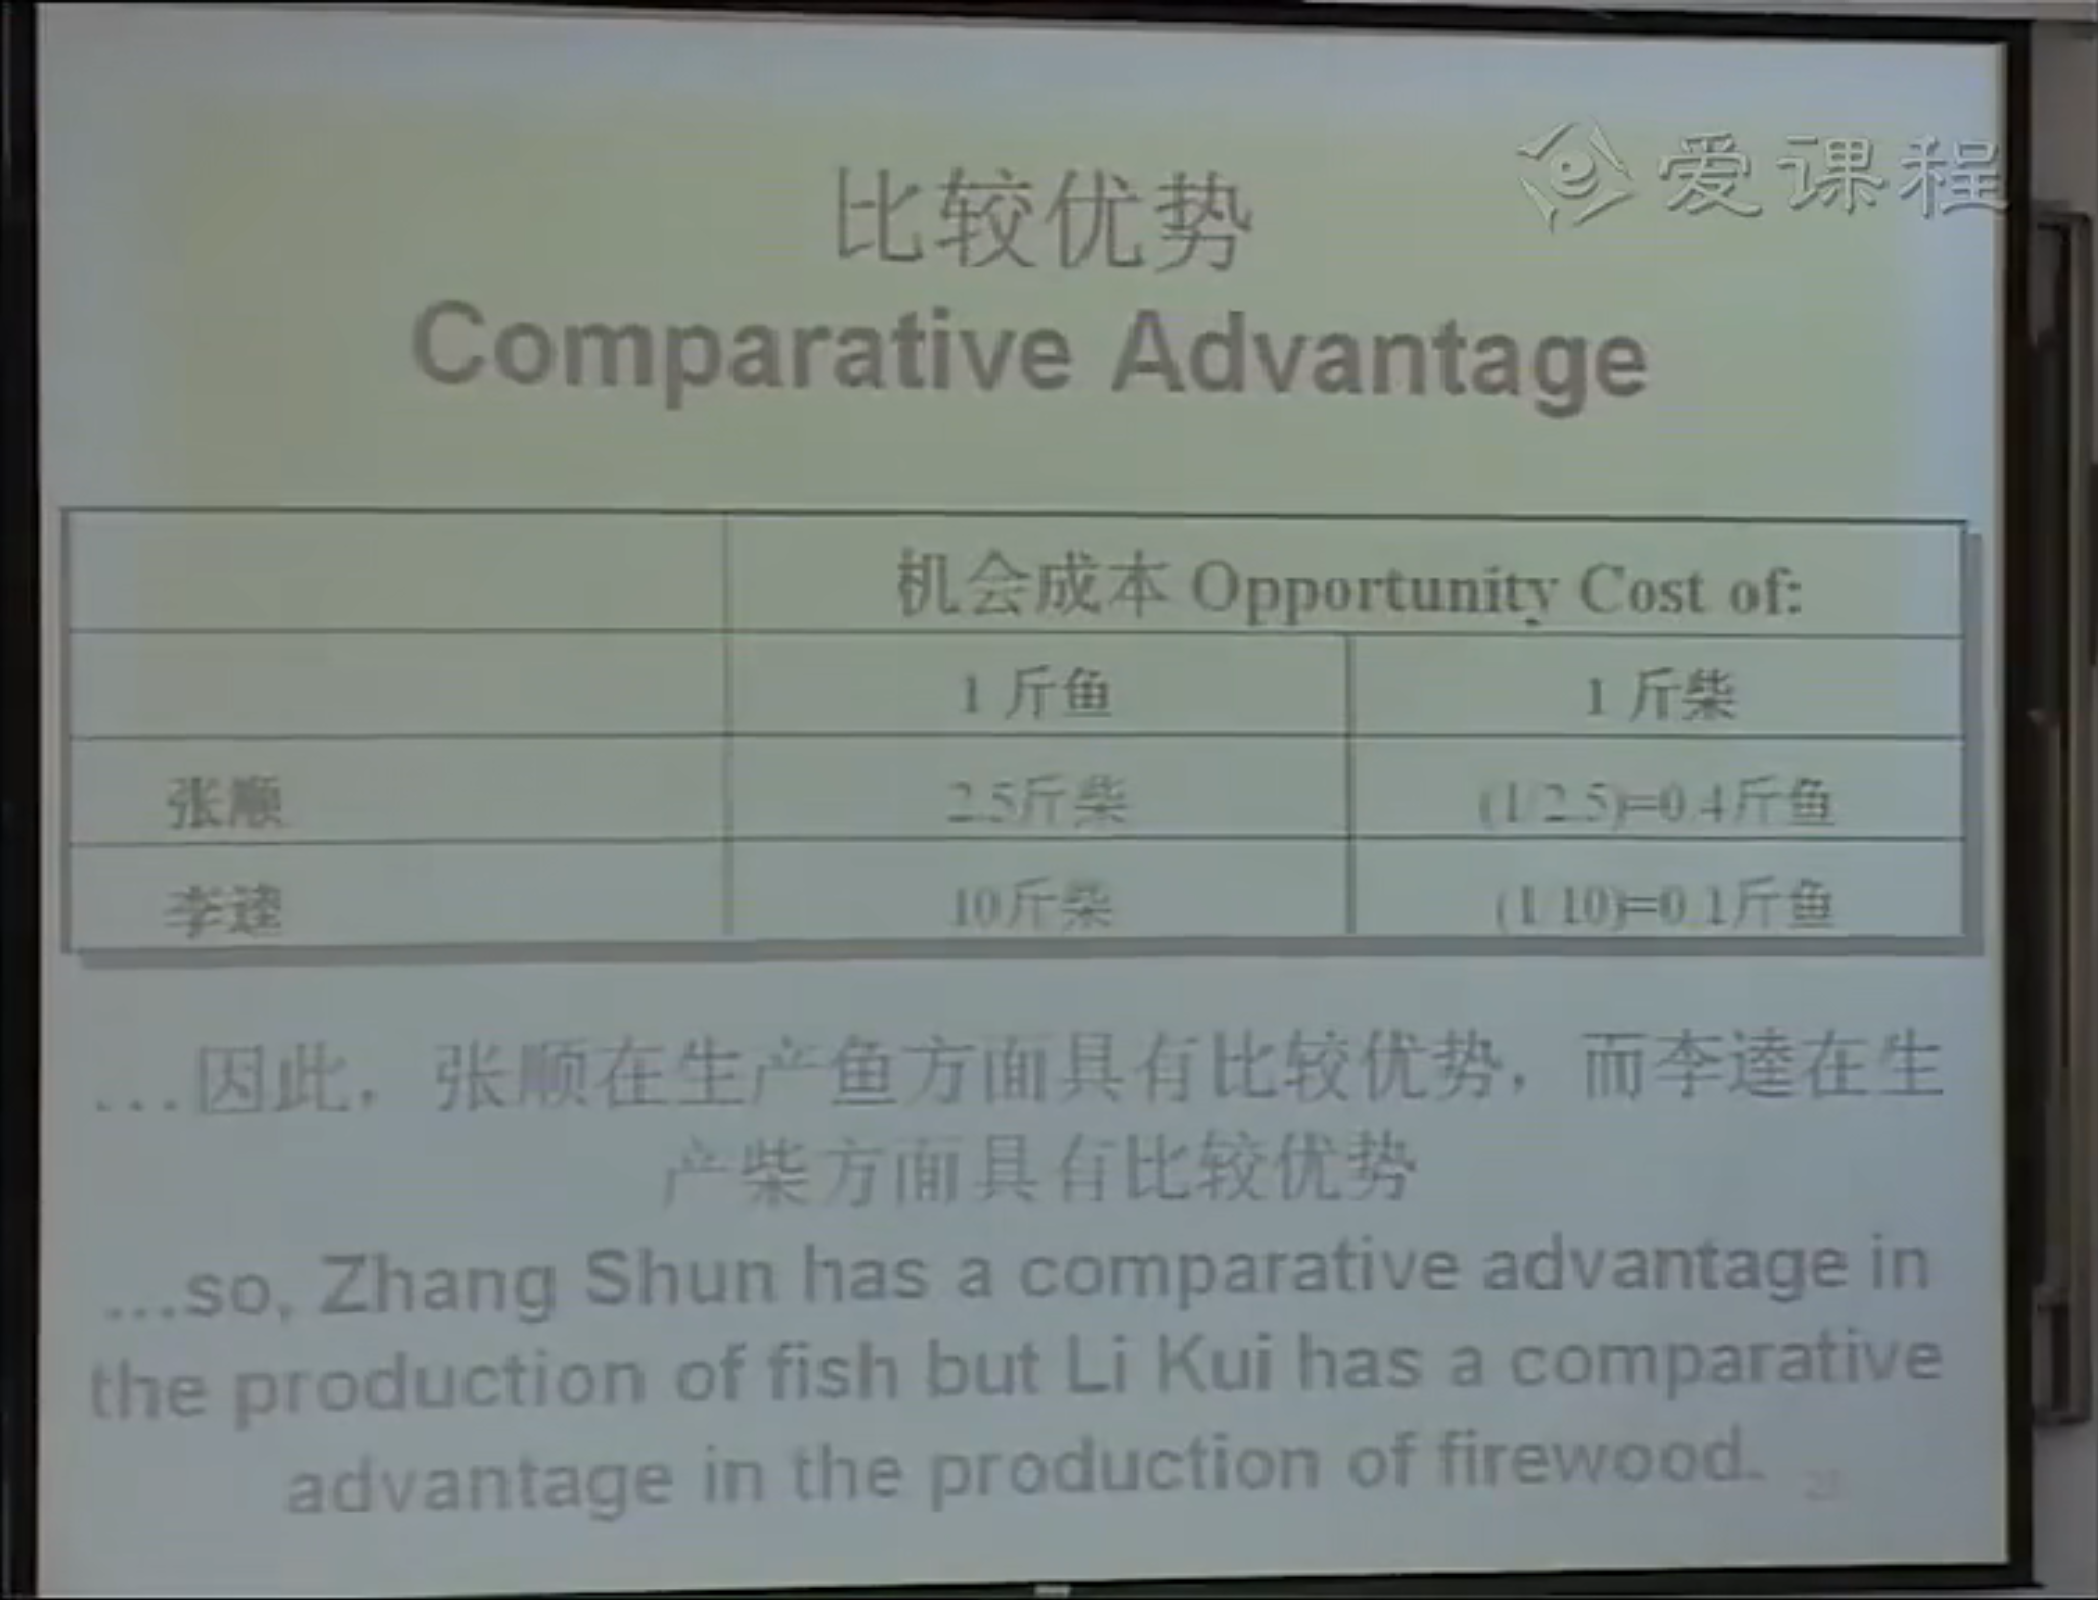 爱课程
比较优势
Comparative Advantage
机会成本 Opportunity Cost of:
1 斤鱼 1 斤柴
张顺 2.5斤柴 (1/2.5)=0.4斤鱼
李逵 10斤柴 (1/10)=0.1斤鱼
...因此，张顺在生产鱼方面具有比较优势，而李逵在生
产柴方面具有比较优势
...so, Zhang Shun has a comparative advantage in
the production of fish but Li Kui has a comparative
advantage in the production of firewood.